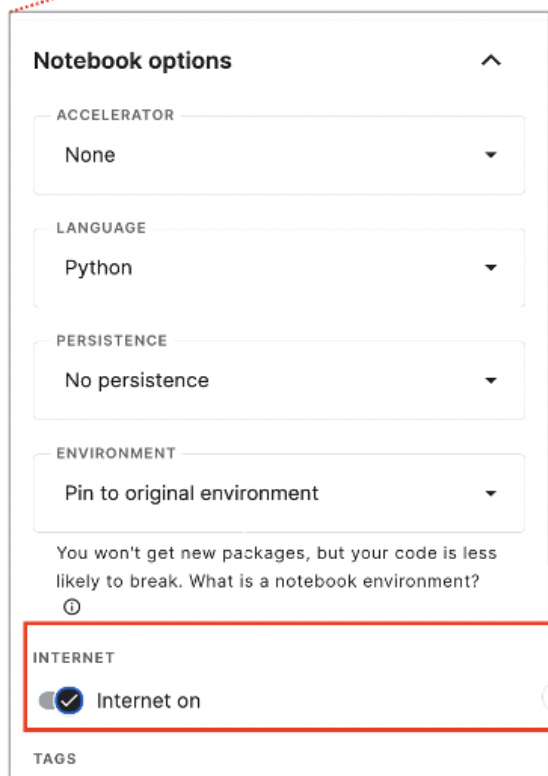 Notebook options
ACCELERATOR
None
LANGUAGE
Python
PERSISTENCE
No persistence
ENVIRONMENT
Pin to original environment
You won't get new packages, but your code is less
likely to break. What is a notebook environment?
INTERNET
Internet on
TAGS